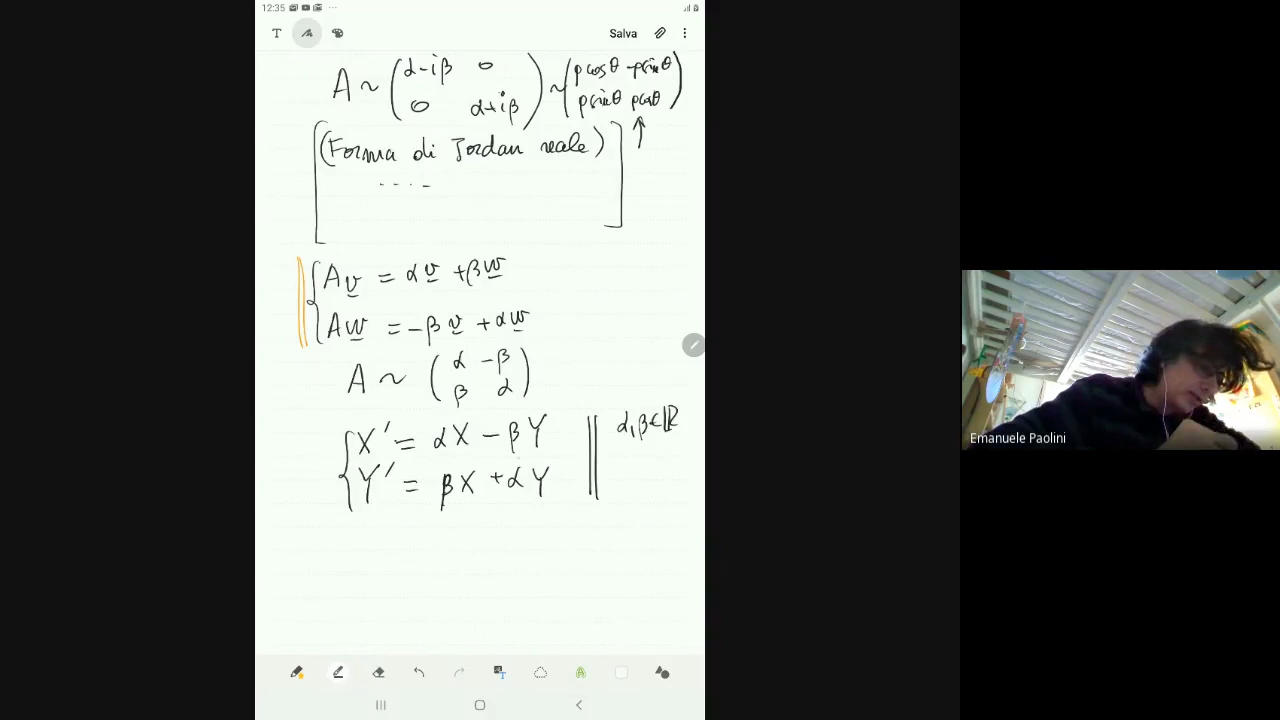 12:35
T Salva
A ~ (α-iβ 0 0 α+iβ) ~ (ρcosθ -ρsinθ ρsinθ ρcosθ)
[(Forma di Jordan reale)]
....
{Av = αv + βw
Aw = -βv + αw
A ~ (α -β β α)
{X' = αX - βY || α,β∈ℝ
Y' = βX + αY
Emanuele Paolini